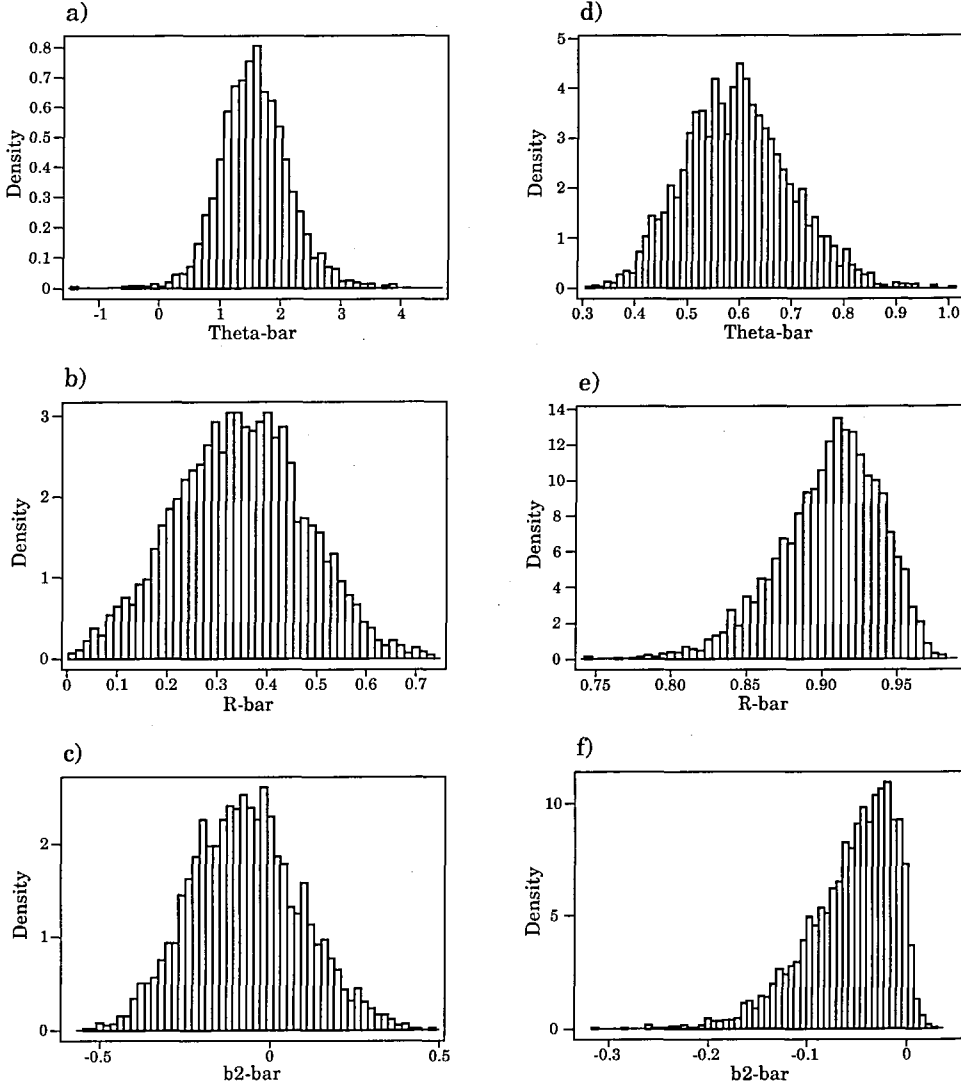 a)
0.8
0.7
0.6
0.5
0.4
0.3
0.2
0.1
0
Density
-1 0 1 2 3 4
Theta-bar
b)
3
2
1
0
Density
0 0.1 0.2 0.3 0.4 0.5 0.6 0.7
R-bar
c)
2
1
0
Density
-0.5 0 0.5
b2-bar
d)
5
4
3
2
1
0
Density
0.3 0.4 0.5 0.6 0.7 0.8 0.9 1.0
Theta-bar
e)
14
12
10
8
6
4
2
0
Density
0.75 0.80 0.85 0.90 0.95
R-bar
f)
10
5
0
Density
-0.3 -0.2 -0.1 0
b2-bar